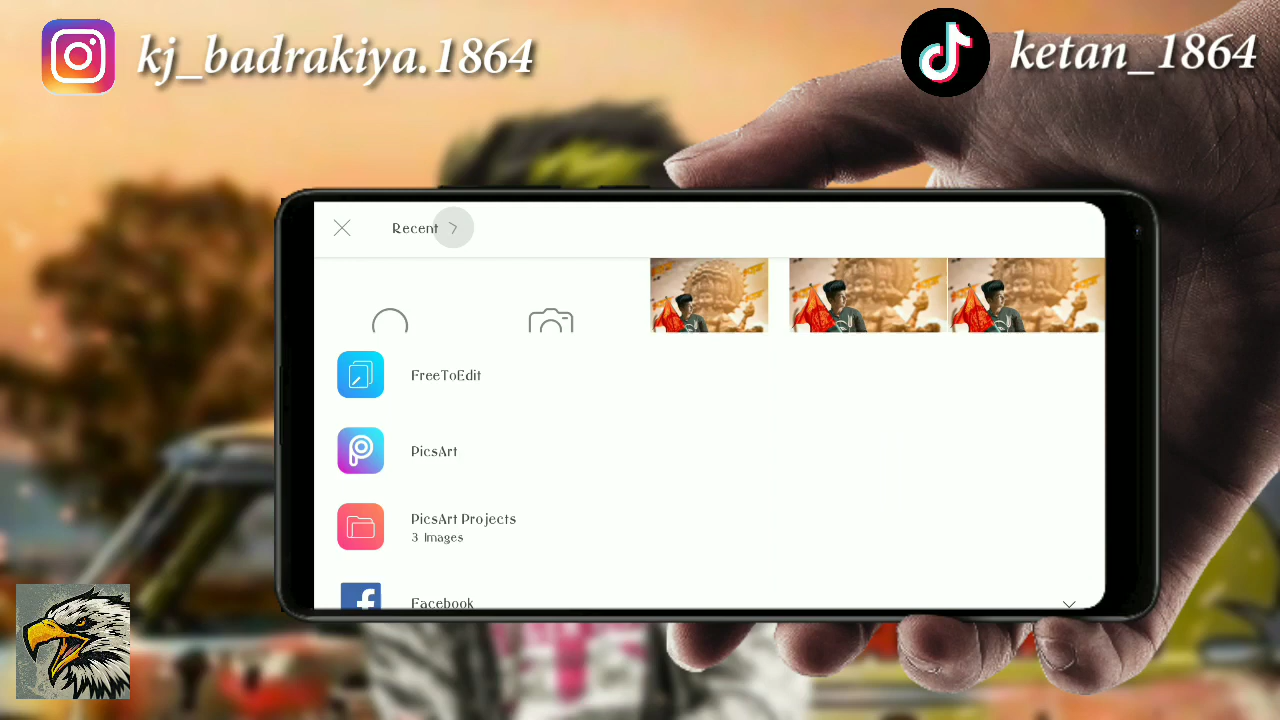 kj_badrakiya.1864
ketan_1864
Recent
FreeToEdit
PicsArt
PicsArt Projects
3 Images
Facebook